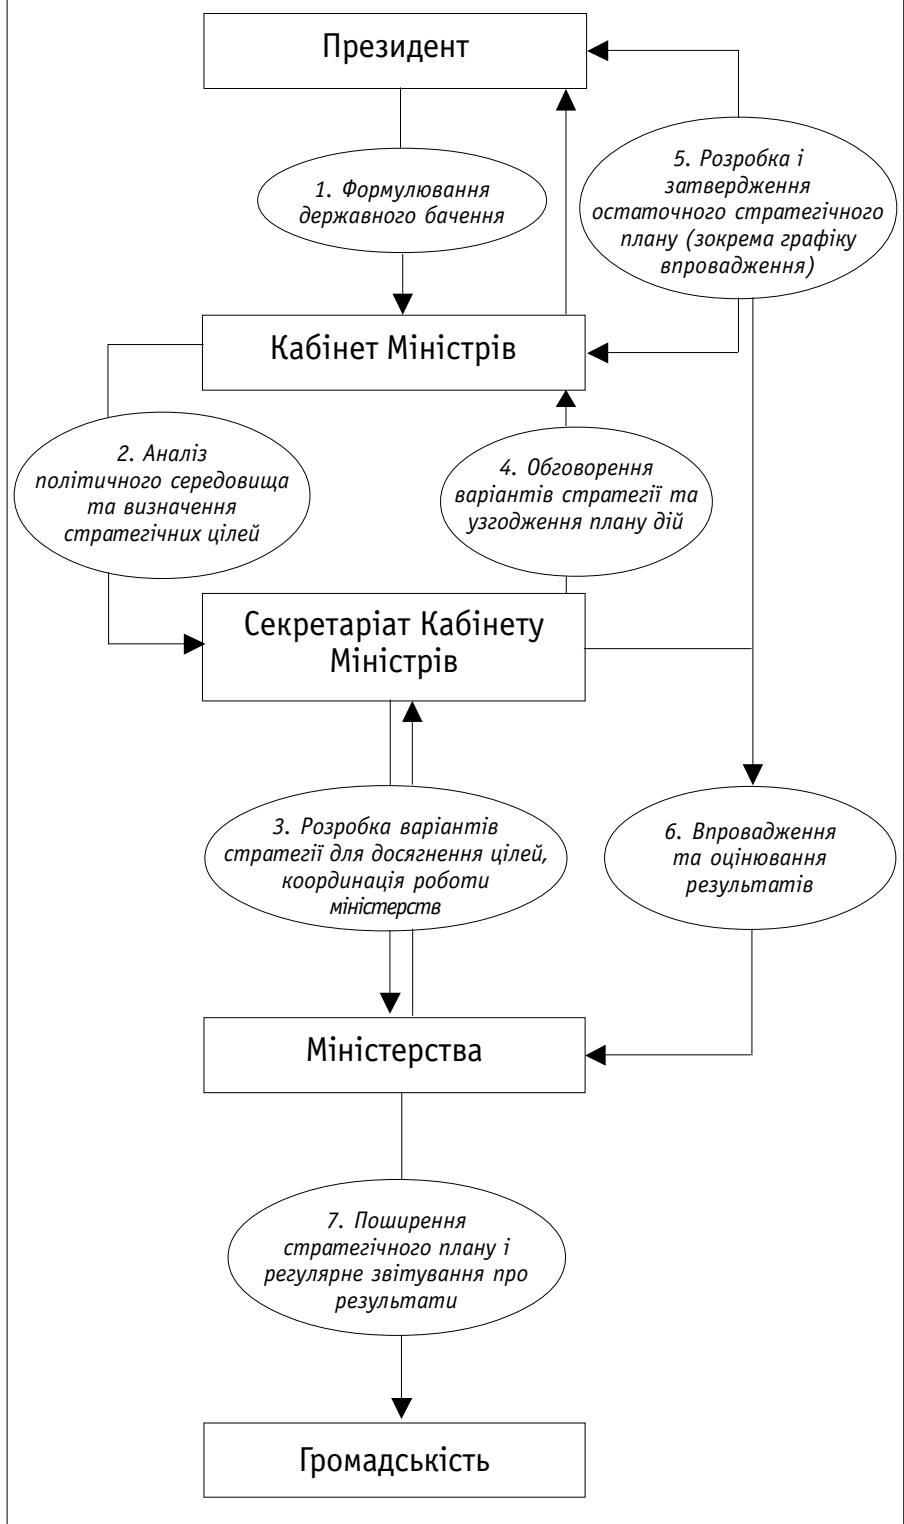 Президент
1. Формулювання
державного бачення
5. Розробка і
затвердження
остаточного стратегічного
плану (зокрема графіку
впровадження)
Кабінет Міністрів
2. Аналіз
політичного середовища
та визначення
стратегічних цілей
4. Обговорення
варіантів стратегії та
узгодження плану дій
Секретаріат Кабінету
Міністрів
3. Розробка варіантів
стратегії для досягнення цілей,
координація роботи
міністерств
6. Впровадження
та оцінювання
результатів
Міністерства
7. Поширення
стратегічного плану і
регулярне звітування про
результати
Громадськість